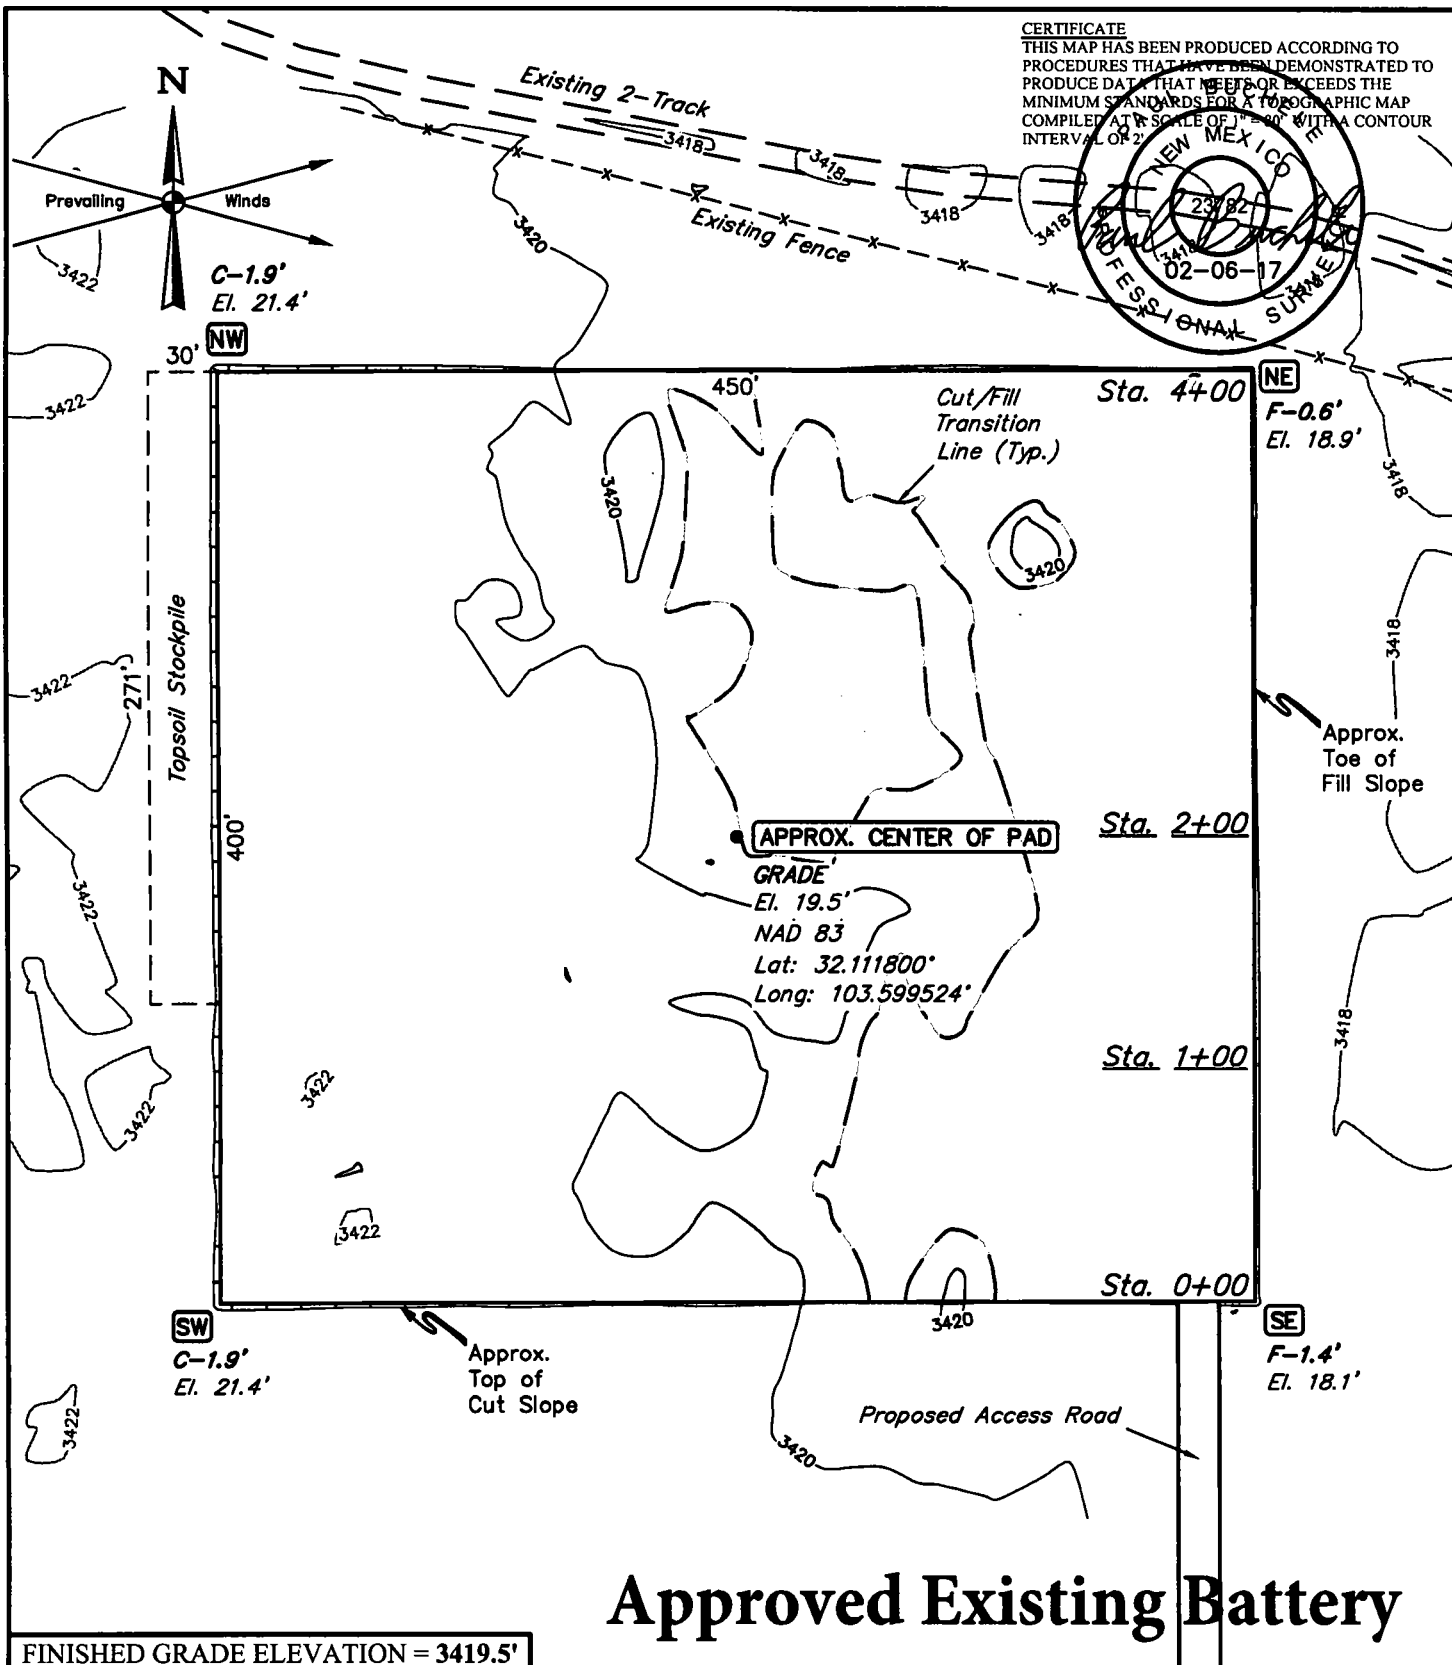 CERTIFICATE
THIS MAP HAS BEEN PRODUCED ACCORDING TO
PROCEDURES THAT HAVE BEEN DEMONSTRATED TO
PRODUCE DATA THAT MEETS OR EXCEEDS THE
MINIMUM STANDARDS FOR A TOPOGRAPHIC MAP
COMPILED AT A SCALE OF 1" = 80' WITH A CONTOUR
INTERVAL OF 2'
NEW MEXICO
23782
02-06-17
PROFESSIONAL SURVEYOR
N
Prevailing Winds
Existing 2-Track
3418
3418
3418
3418
3418
Existing Fence
3420
3422
C-1.9'
El. 21.4'
NW
30'
450'
Sta. 4+00
NE
F-0.6'
El. 18.9'
Cut/Fill
Transition
Line (Typ.)
3422
3420
3418
3420
Topsoil Stockpile
271'
3422
3418
Approx.
Toe of
Fill Slope
400'
APPROX. CENTER OF PAD
Sta. 2+00
GRADE
El. 19.5'
NAD 83
Lat: 32.111800°
Long: 103.599524°
3422
3418
Sta. 1+00
3422
3422
3422
Sta. 0+00
3420
SW
C-1.9'
El. 21.4'
Approx.
Top of
Cut Slope
SE
F-1.4'
El. 18.1'
Proposed Access Road
3422
3420
Approved Existing Battery
FINISHED GRADE ELEVATION = 3419.5'